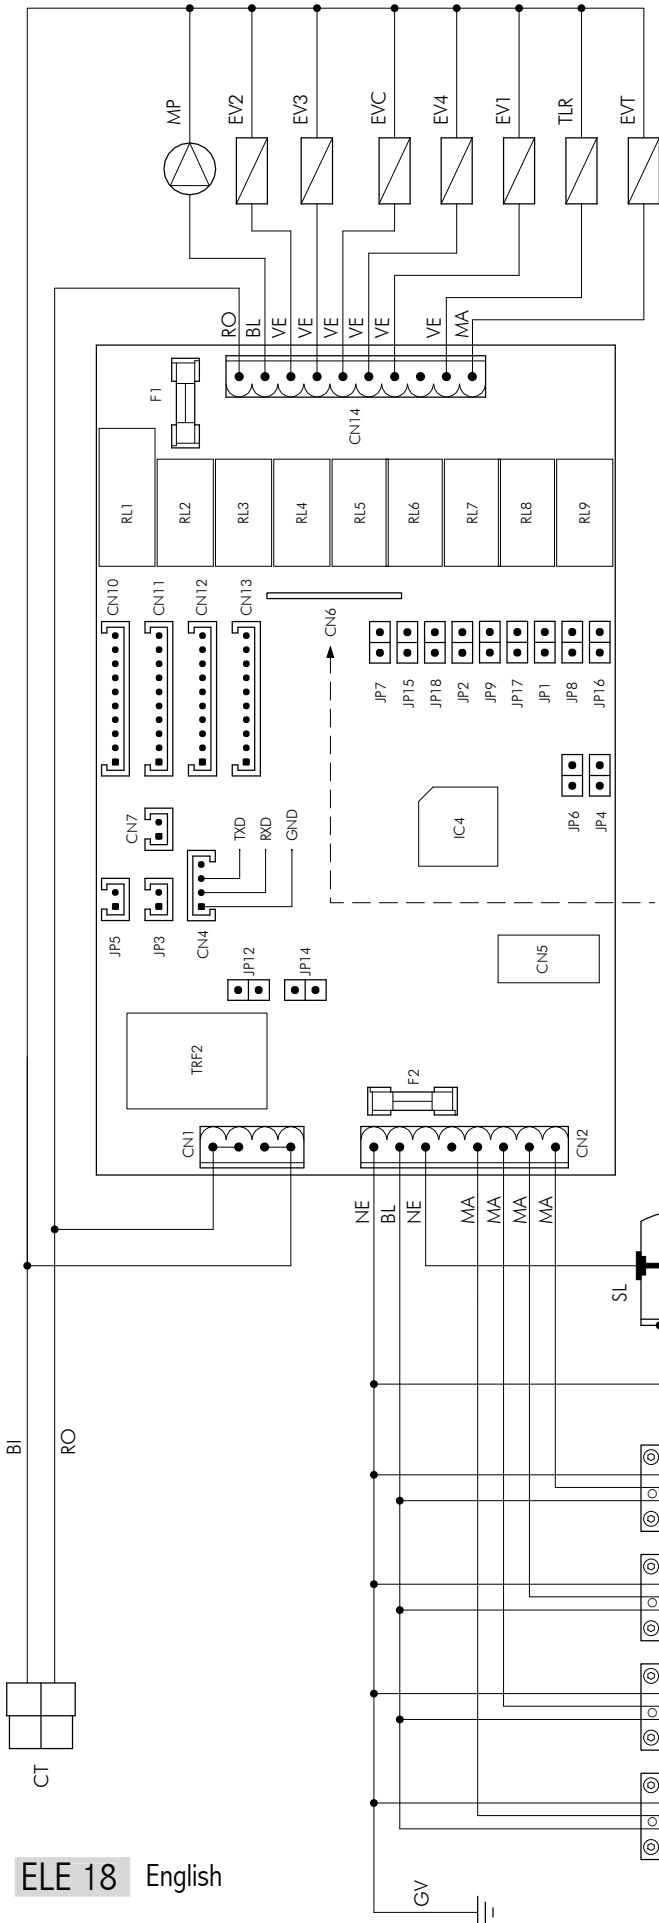 MP
EV2
EV3
EVC
EV4
EV1
TLR
EVT
RO
BL
VE
VE
VE
VE
VE
VE
MA
F1
CN14
RL1
RL2
RL3
RL4
RL5
RL6
RL7
RL8
RL9
CN10
CN11
CN12
CN13
CN6
JP7
JP15
JP18
JP2
JP9
JP17
JP1
JP8
JP16
CN7
TXD
RXD
GND
IC4
JP6
JP4
JP5
JP3
CN4
JP12
JP14
CN5
TRF2
F2
CN1
CN2
NE
BL
NE
MA
MA
MA
MA
SL
BI
RO
CT
GV
ELE 18 English